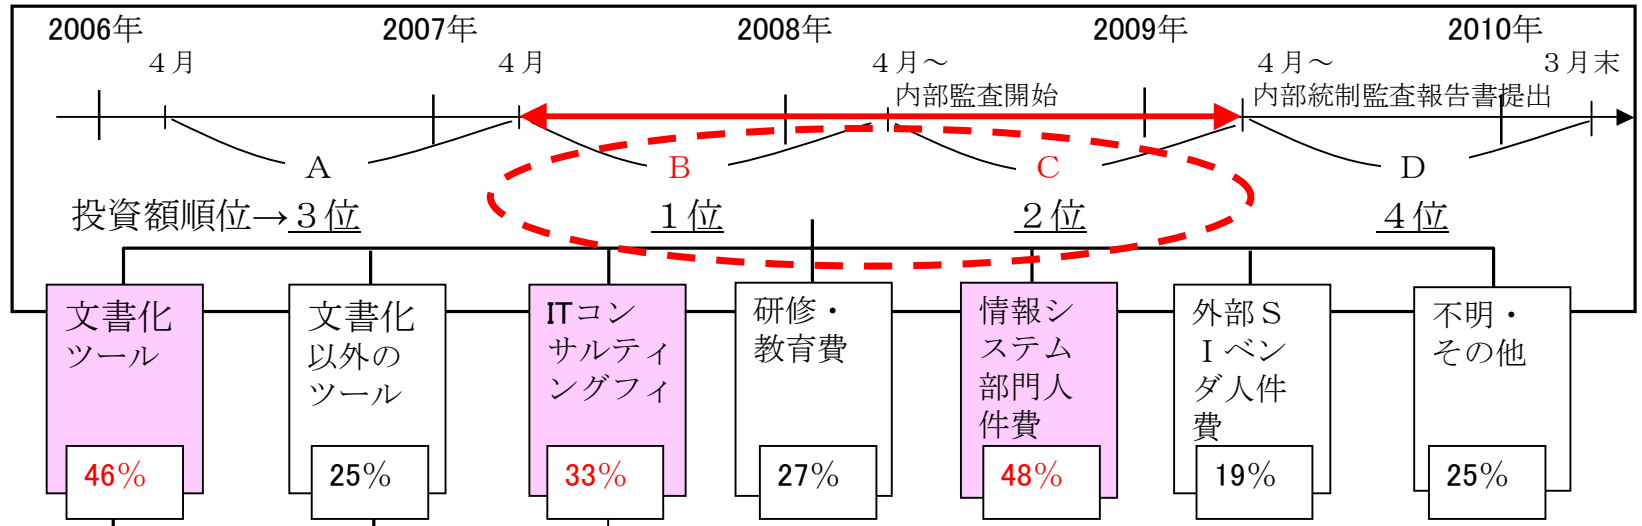 2006年 2007年 2008年 2009年 2010年
４月 ４月 ４月～ ４月～ ３月末
内部監査開始 内部統制監査報告書提出
A B C D
投資額順位→３位 １位 ２位 ４位
文書化
ツール
46%
文書化
以外の
ツール
25%
ITコン
サルティ
ングフィ
33%
研修・
教育費
27%
情報シ
ステム
部門人
件費
48%
外部Ｓ
Ｉベン
ダ人件
費
19%
不明・
その他
25%